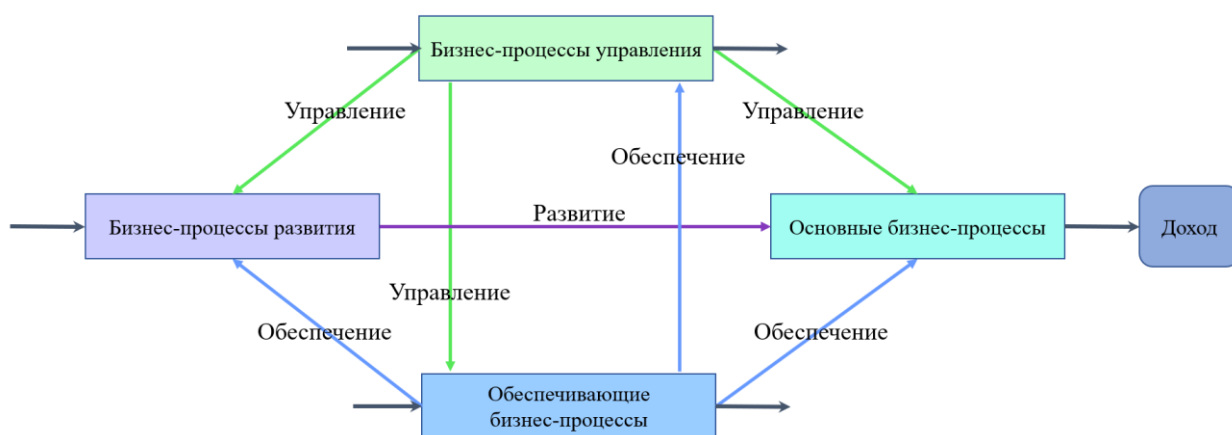 Бизнес-процессы управления
Управление
Управление
Обеспечение
Бизнес-процессы развития
Развитие
Основные бизнес-процессы
Доход
Управление
Обеспечение
Обеспечение
Обеспечивающие
бизнес-процессы